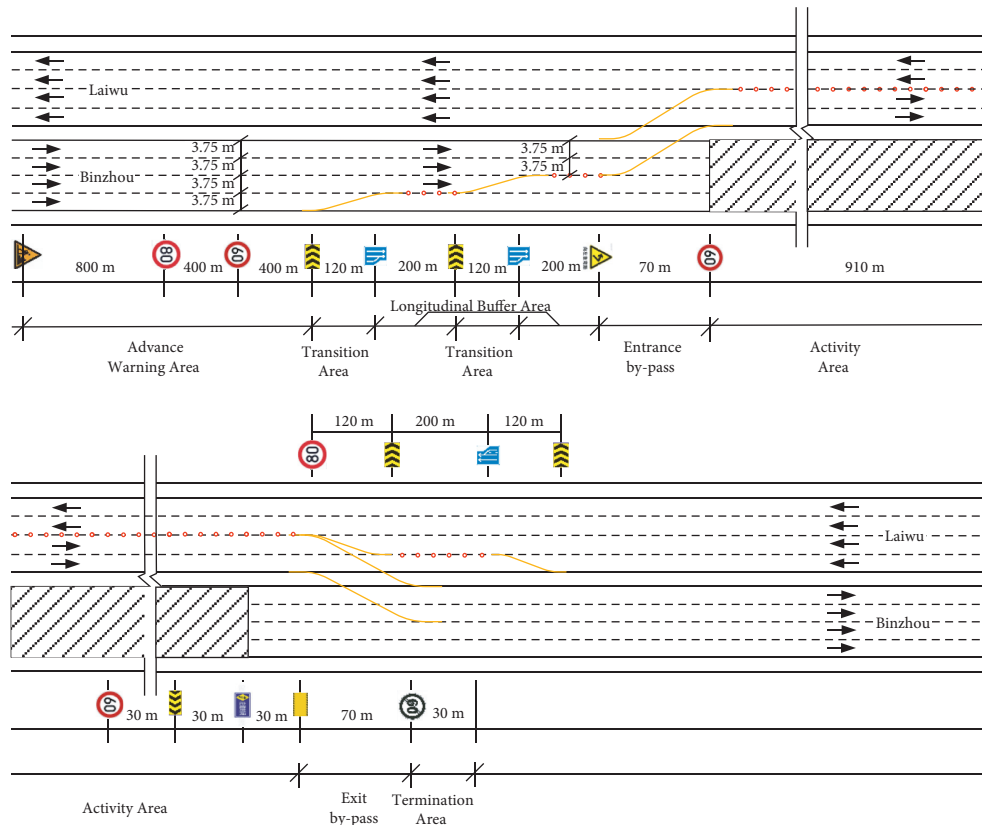 Laiwu
Binzhou
3.75 m
3.75 m
3.75 m
3.75 m
3.75 m
3.75 m
80
60
60
800 m
400 m
400 m
120 m
200 m
120 m
200 m
70 m
910 m
Longitudinal Buffer Area
Advance
Warning Area
Transition
Area
Transition
Area
Entrance
by-pass
Activity
Area
120 m
200 m
120 m
80
Laiwu
Binzhou
60
60
30 m
30 m
30 m
70 m
30 m
Activity Area
Exit
by-pass
Termination
Area